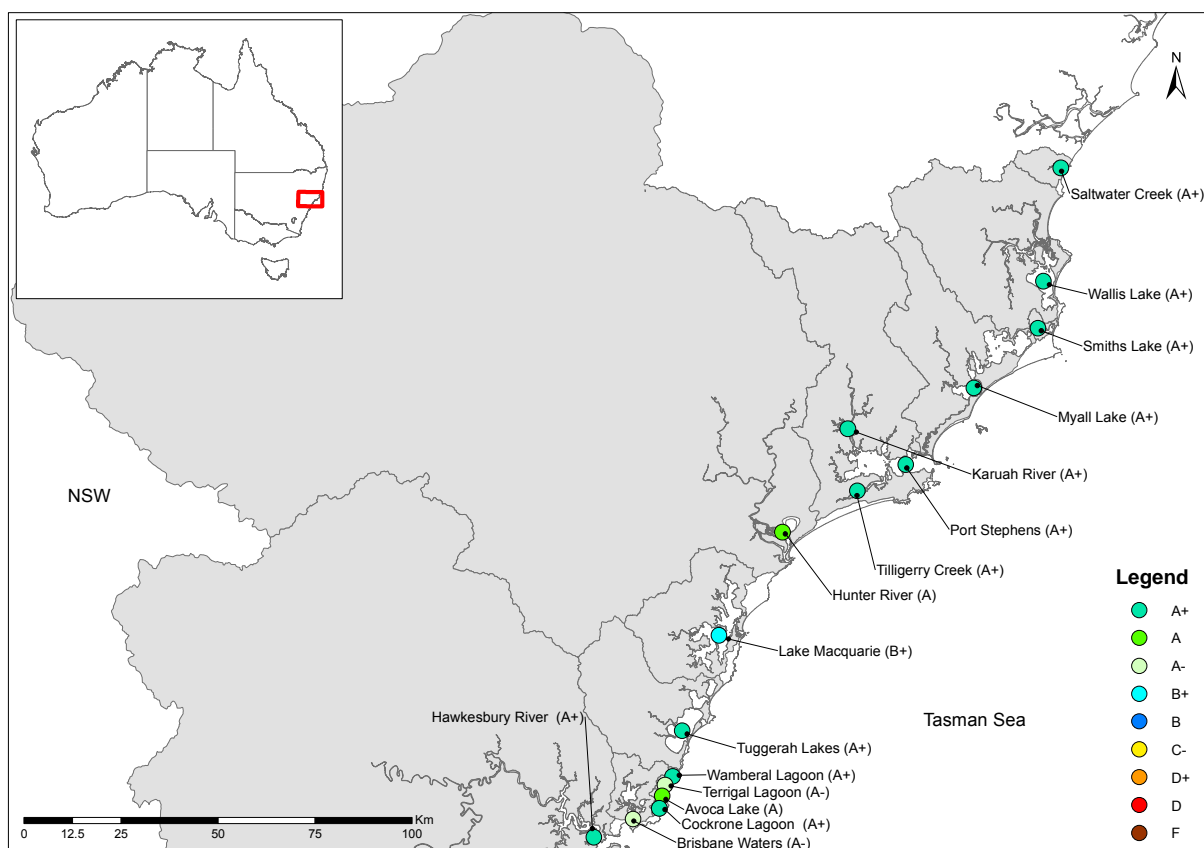 N
Saltwater Creek (A+)
Wallis Lake (A+)
Smiths Lake (A+)
Myall Lake (A+)
Karuah River (A+)
NSW
Port Stephens (A+)
Tilligerry Creek (A+)
Hunter River (A)
Lake Macquarie (B+)
Hawkesbury River (A+)
Tasman Sea
Tuggerah Lakes (A+)
Wamberal Lagoon (A+)
Terrigal Lagoon (A-)
Avoca Lake (A)
Cockrone Lagoon (A+)
Brisbane Waters (A-)
Km
0 12.5 25 50 75 100
Legend
A+
A
A-
B+
B
C-
D+
D
F